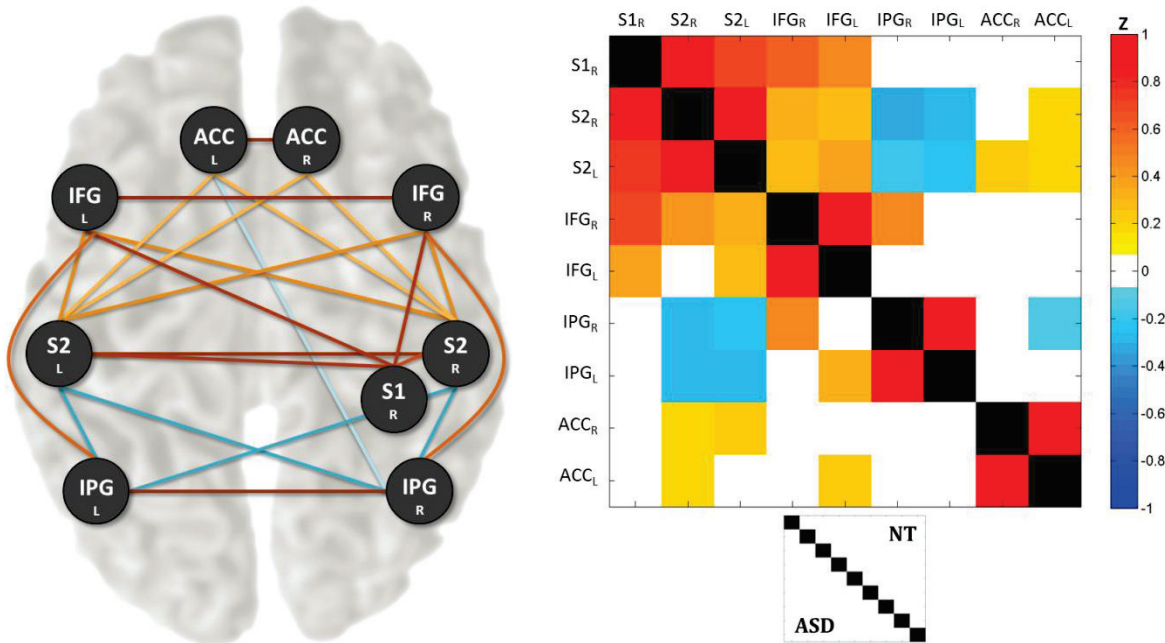 ACC
L
ACC
R
IFG
L
IFG
R
S2
L
S2
R
S1
R
IPG
L
IPG
R
S1R S2R S2L IFGR IFGL IPGR IPGL ACCR ACCL
S1R
S2R
S2L
IFGR
IFGL
IPGR
IPGL
ACCR
ACCL
Z
1
0.8
0.6
0.4
0.2
0
-0.2
-0.4
-0.6
-0.8
-1
NT
ASD